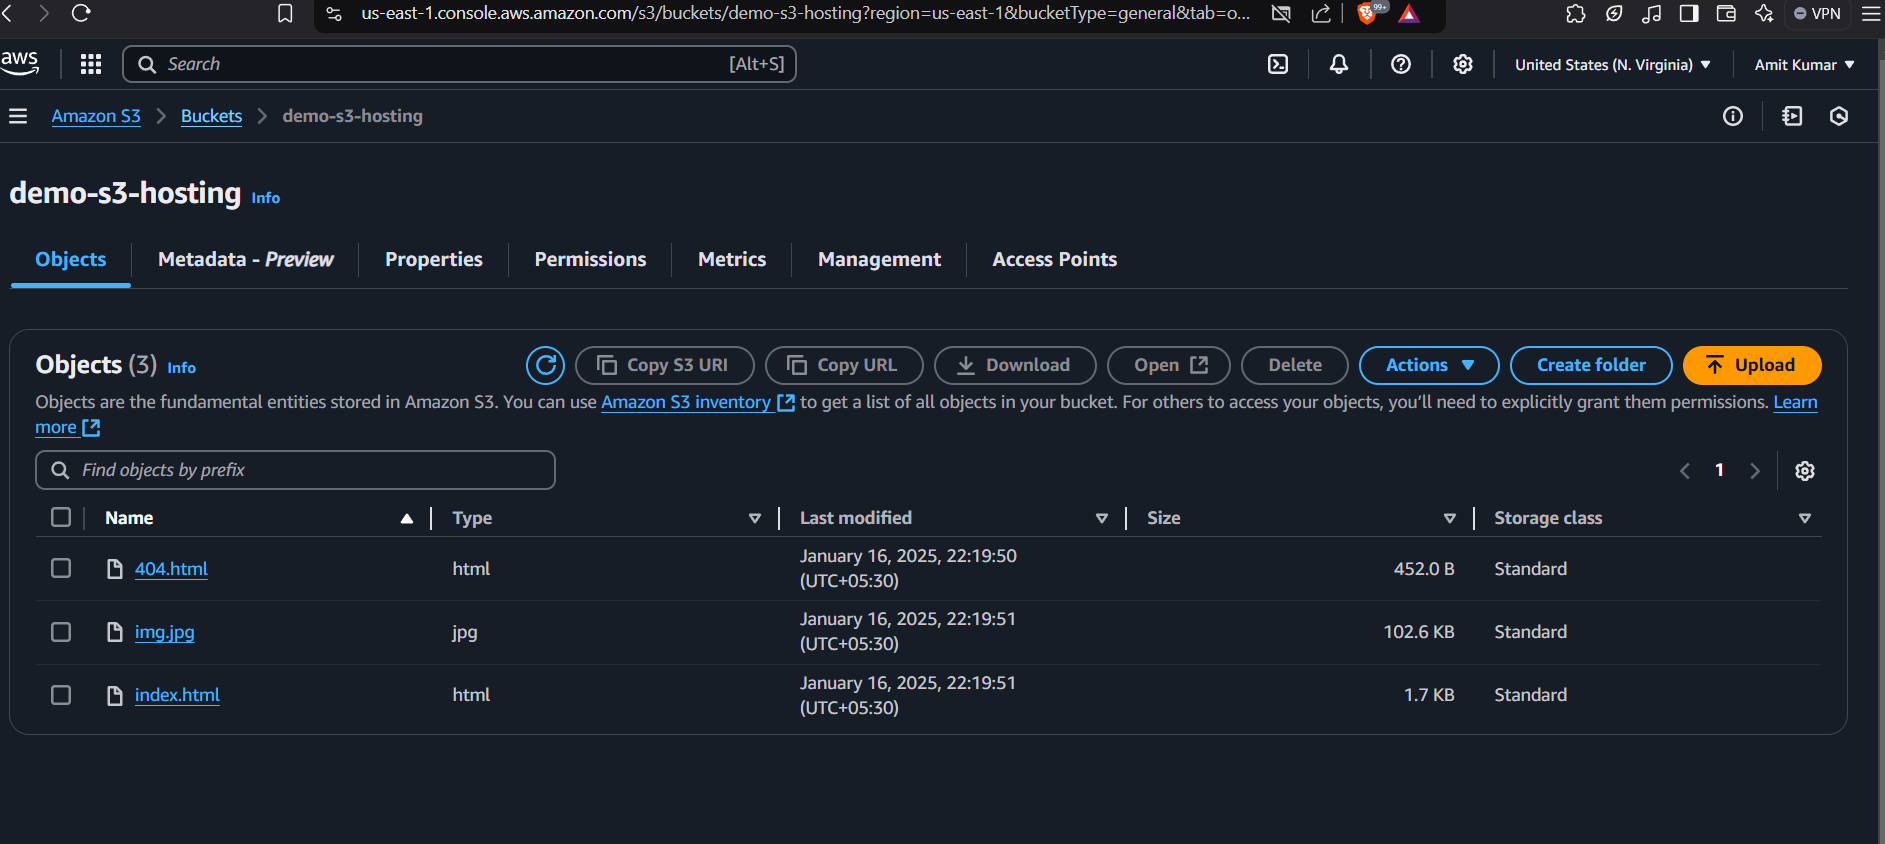 us-east-1.console.aws.amazon.com/s3/buckets/demo-s3-hosting?region=us-east-1&bucketType=general&tab=o...
99+
VPN
aws
Search
[Alt+S]
United States (N. Virginia)
Amit Kumar
Amazon S3
Buckets
demo-s3-hosting
demo-s3-hosting Info
Objects
Metadata - Preview
Properties
Permissions
Metrics
Management
Access Points
Objects (3) Info
Copy S3 URI
Copy URL
Download
Open
Delete
Actions
Create folder
Upload
Objects are the fundamental entities stored in Amazon S3. You can use Amazon S3 inventory to get a list of all objects in your bucket. For others to access your objects, you'll need to explicitly grant them permissions. Learn
more
Find objects by prefix
1
Name Type Last modified Size Storage class
404.html html January 16, 2025, 22:19:50 (UTC+05:30) 452.0 B Standard
img.jpg jpg January 16, 2025, 22:19:51 (UTC+05:30) 102.6 KB Standard
index.html html January 16, 2025, 22:19:51 (UTC+05:30) 1.7 KB Standard